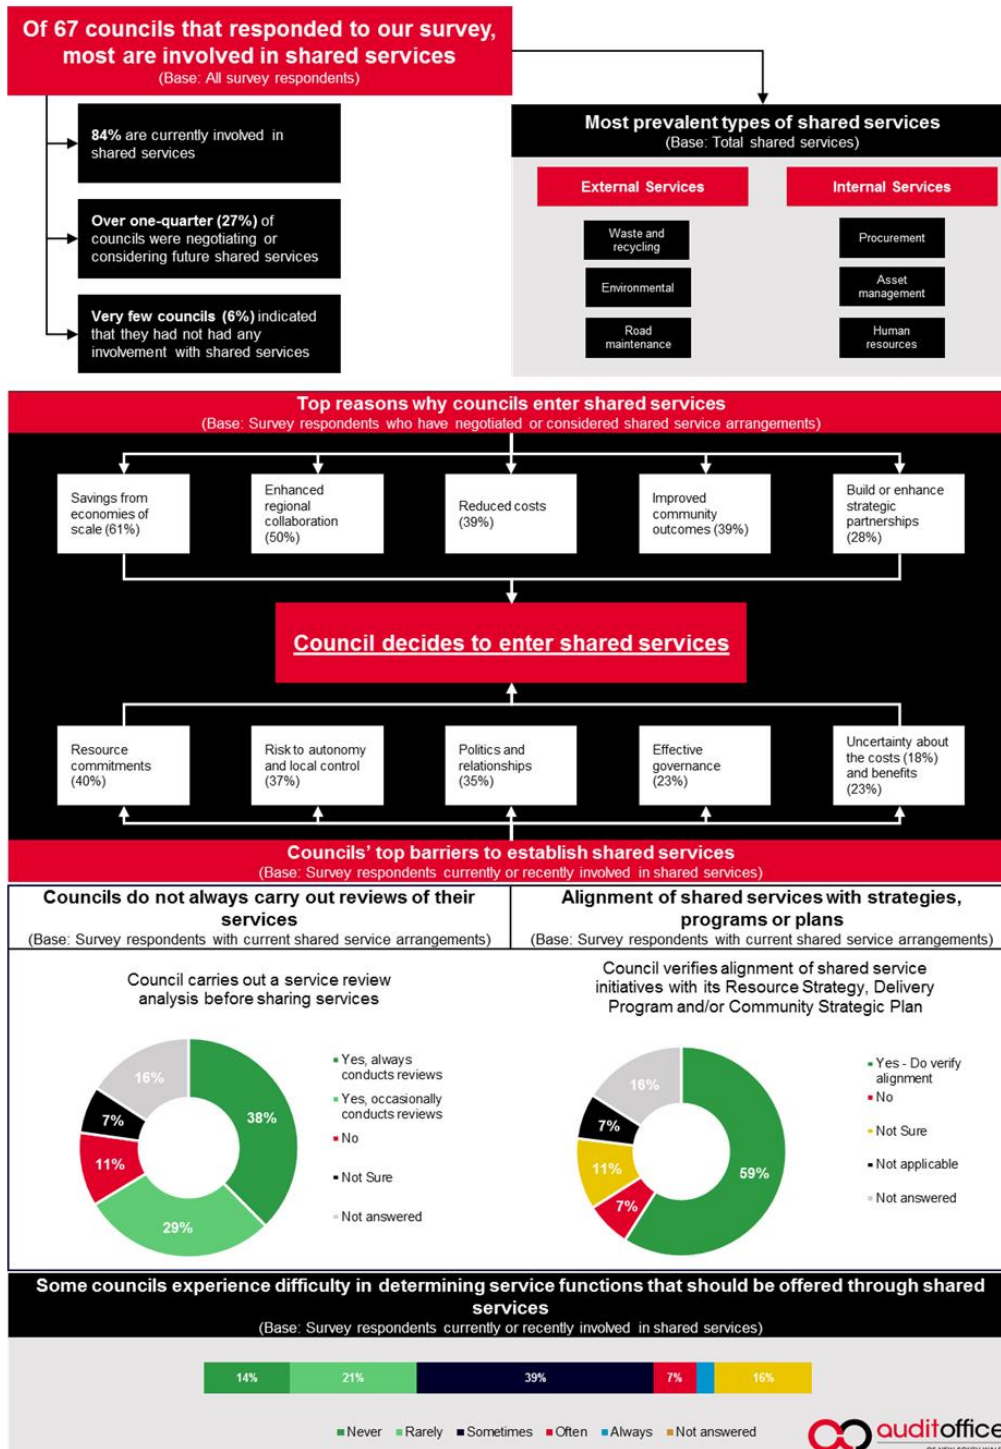 Of 67 councils that responded to our survey,
most are involved in shared services
(Base: All survey respondents)
84% are currently involved in
shared services
Over one-quarter (27%) of
councils were negotiating or
considering future shared services
Very few councils (6%) indicated
that they had not had any
involvement with shared services
Most prevalent types of shared services
(Base: Total shared services)
External Services
Waste and
recycling
Environmental
Road
maintenance
Internal Services
Procurement
Asset
management
Human
resources
Top reasons why councils enter shared services
(Base: Survey respondents who have negotiated or considered shared service arrangements)
Savings from
economies of
scale (61%)
Enhanced
regional
collaboration
(50%)
Reduced costs
(39%)
Improved
community
outcomes (39%)
Build or enhance
strategic
partnerships
(28%)
Council decides to enter shared services
Resource
commitments
(40%)
Risk to autonomy
and local control
(37%)
Politics and
relationships
(35%)
Effective
governance
(23%)
Uncertainty about
the costs (18%)
and benefits
(23%)
Councils' top barriers to establish shared services
(Base: Survey respondents currently or recently involved in shared services)
Councils do not always carry out reviews of their
services
(Base: Survey respondents with current shared service arrangements)
Council carries out a service review
analysis before sharing services
16%
38%
7%
11%
29%
Yes, always
conducts reviews
Yes, occasionally
conducts reviews
No
Not Sure
Not answered
Alignment of shared services with strategies,
programs or plans
(Base: Survey respondents with current shared service arrangements)
Council verifies alignment of shared service
initiatives with its Resource Strategy, Delivery
Program and/or Community Strategic Plan
16%
7%
11%
59%
7%
Yes - Do verify
alignment
No
Not Sure
Not applicable
Not answered
Some councils experience difficulty in determining service functions that should be offered through shared
services
(Base: Survey respondents currently or recently involved in shared services)
14% 21% 39% 7% 16%
Never Rarely Sometimes Often Always Not answered
auditoffice